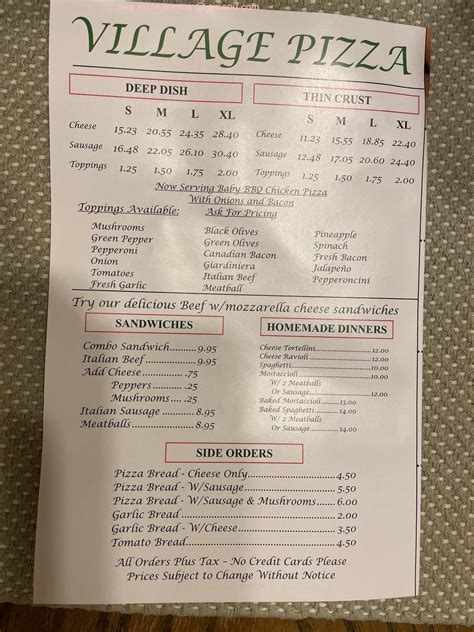 VILLAGE PIZZA
DEEP DISH
S M L XL
Cheese 15.23 20.55 24.35 28.40
Sausage 16.48 22.05 26.10 30.40
Toppings 1.25 1.50 1.75 2.00
THIN CRUST
S M L XL
Cheese 11.23 15.55 18.85 22.40
Sausage 12.48 17.05 20.60 24.40
Toppings 1.25 1.50 1.75 2.00
Now Serving Baby BBQ Chicken Pizza
With Onions and Bacon
Toppings Available: Ask For Pricing
Mushrooms
Green Pepper
Pepperoni
Onion
Tomatoes
Fresh Garlic
Black Olives
Green Olives
Canadian Bacon
Giardiniera
Italian Beef
Meatball
Pineapple
Spinach
Fresh Bacon
Jalapeño
Pepperoncini
Try our delicious Beef w/mozzarella cheese sandwiches
SANDWICHES
Combo Sandwich..........9.95
Italian Beef................9.95
Add Cheese............ .75
Peppers ........... .25
Mushrooms .... .25
Italian Sausage .........8.95
Meatballs..................8.95
HOMEMADE DINNERS
Cheese Tortellini....................12.00
Cheese Ravioli........................12.00
Spaghetti
Mostaccioli
W/ 2 Meatballs
Or Sausage
Baked Mostaccioli........13.00
Baked Spaghetti
W/ 2 Meatballs
Or Sausage...............14.00
SIDE ORDERS
Pizza Bread - Cheese Only......................4.50
Pizza Bread - W/Sausage.......................5.50
Pizza Bread - W/Sausage & Mushrooms.......6.00
Garlic Bread .........................................2.00
Garlic Bread - W/Cheese.........................3.50
Tomato Bread.......................................4.50
All Orders Plus Tax – No Credit Cards Please
Prices Subject to Change Without Notice